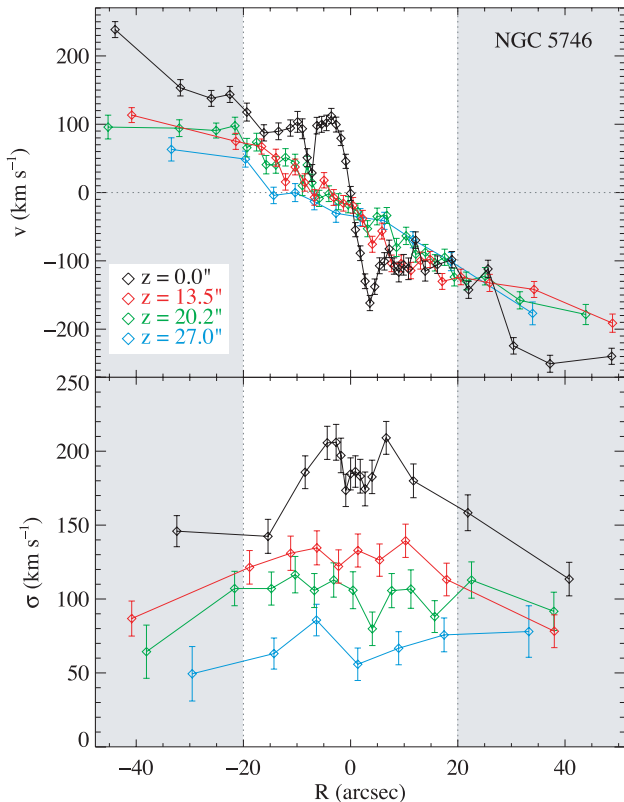 NGC 5746
v (km s⁻¹)
200
100
0
−100
−200
z = 0.0"
z = 13.5"
z = 20.2"
z = 27.0"
σ (km s⁻¹)
250
200
150
100
50
0
−40 −20 0 20 40
R (arcsec)